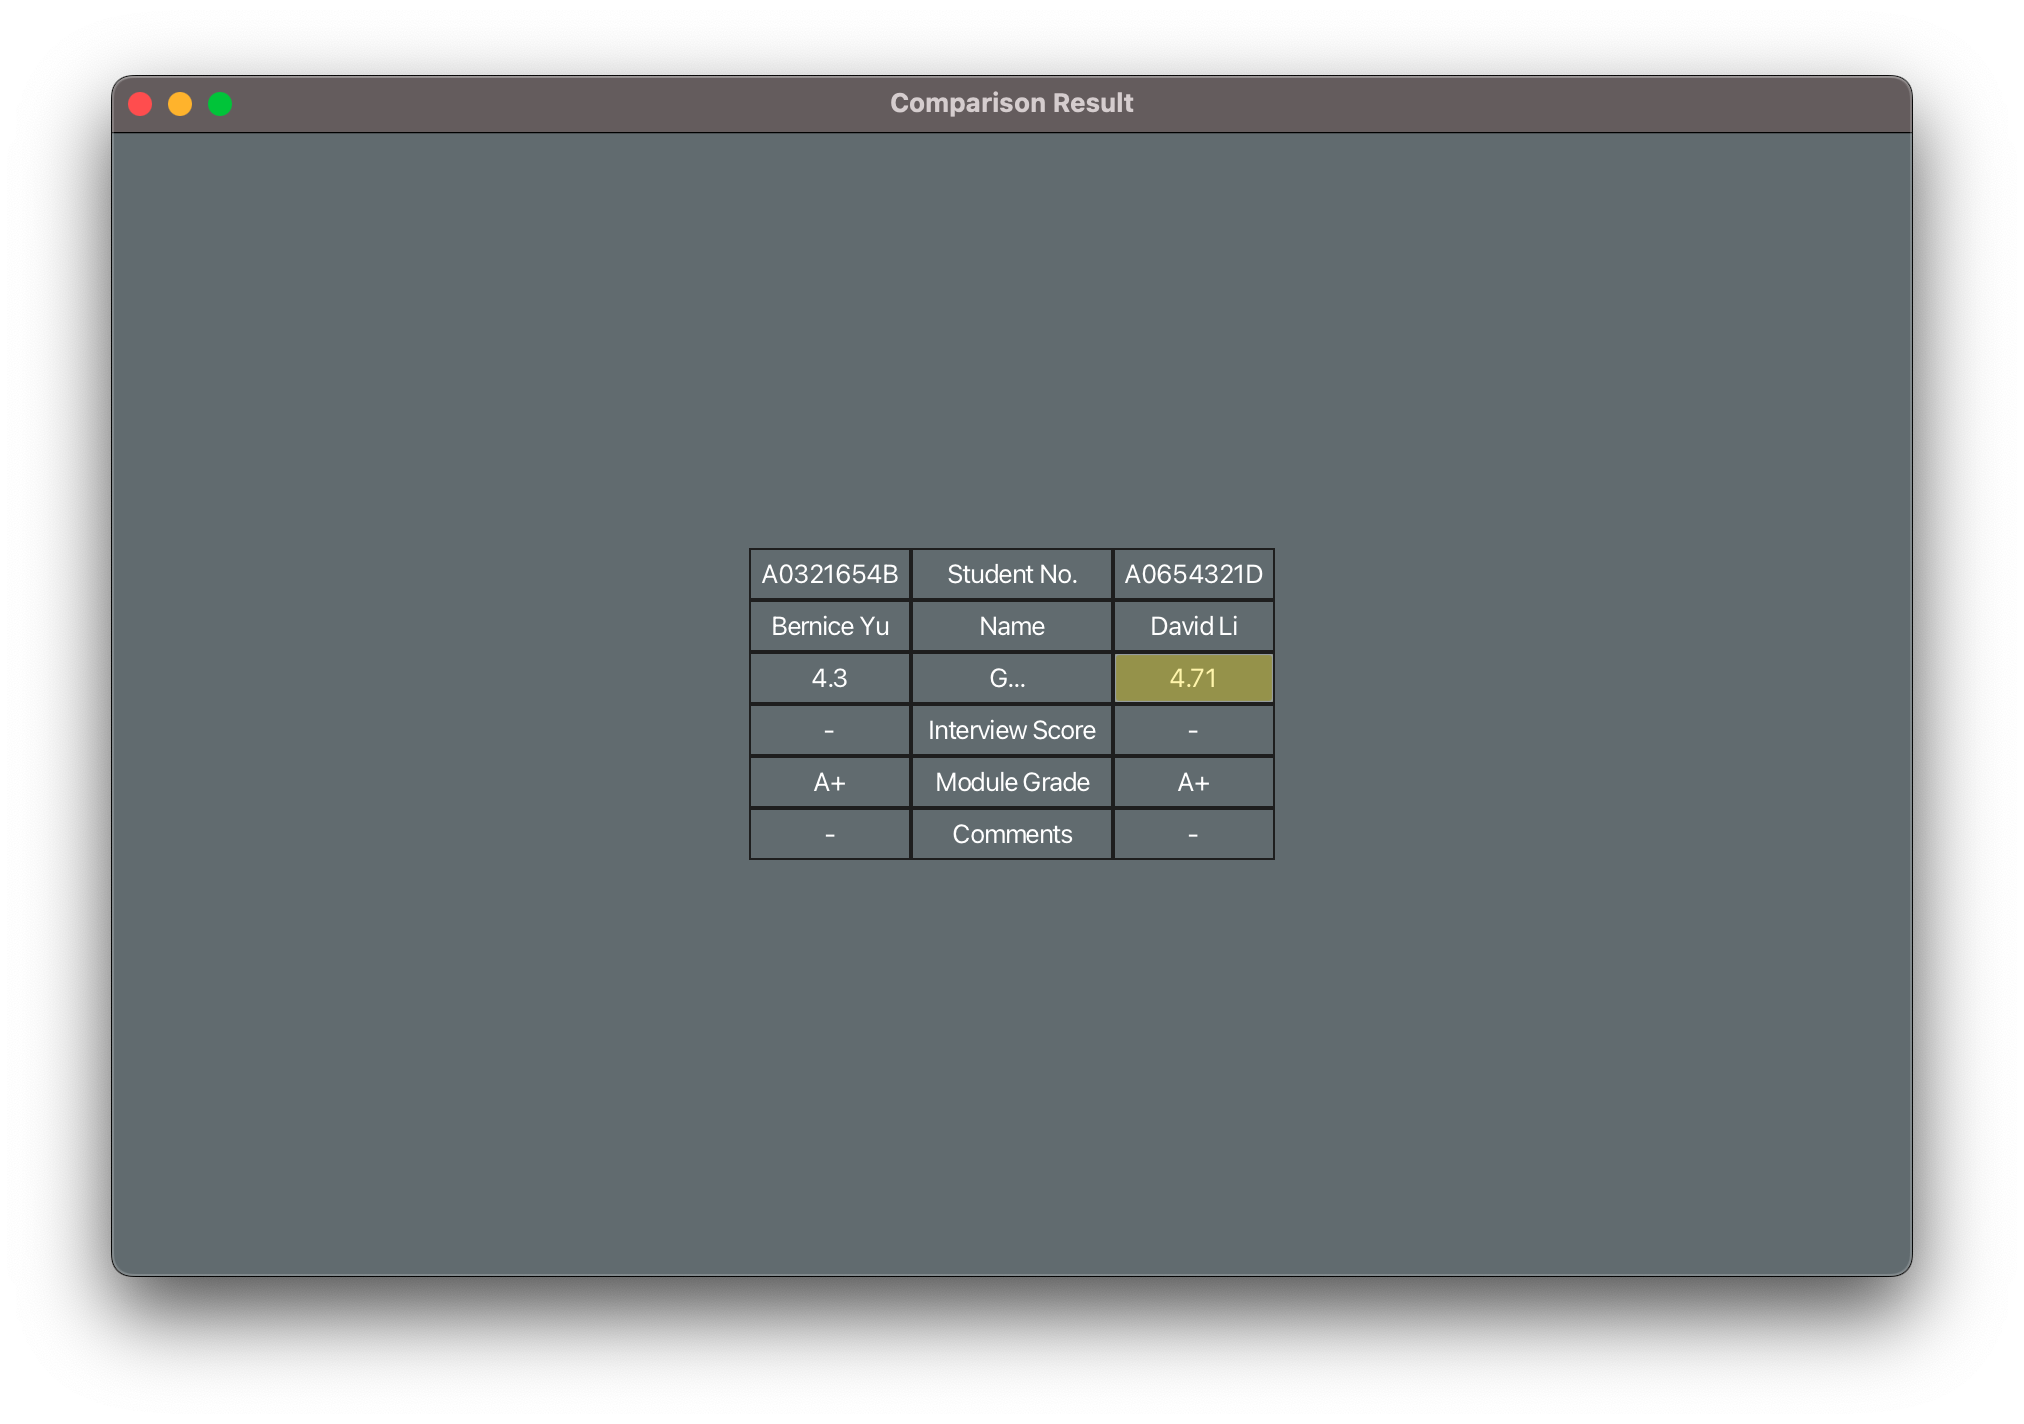 Comparison Result
A0321654B Student No. A0654321D
Bernice Yu Name David Li
4.3 G... 4.71
- Interview Score -
A+ Module Grade A+
- Comments -